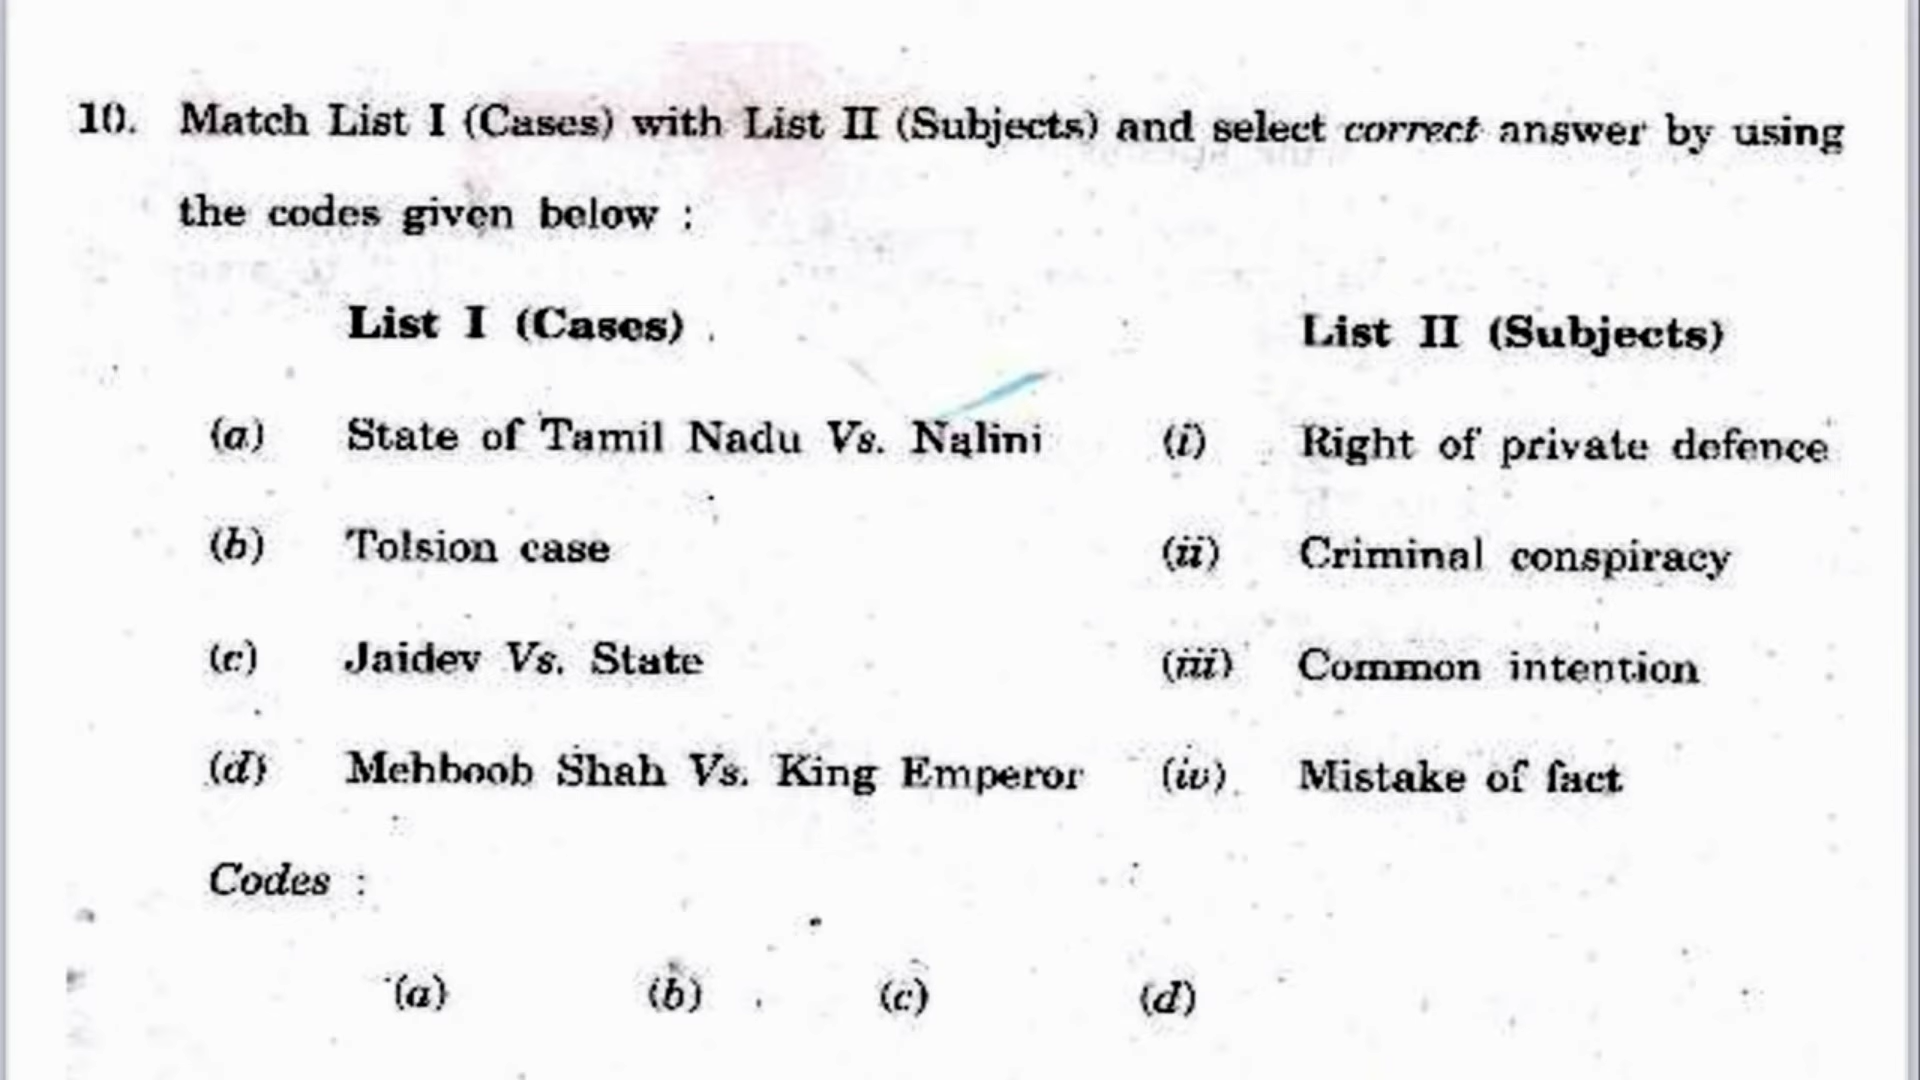 10. Match List I (Cases) with List II (Subjects) and select correct answer by using
the codes given below :
List I (Cases) List II (Subjects)
(a) State of Tamil Nadu Vs. Nalini (i) Right of private defence
(b) Tolsion case (ii) Criminal conspiracy
(c) Jaidev Vs. State (iii) Common intention
(d) Mehboob Shah Vs. King Emperor (iv) Mistake of fact
Codes :
(a) (b) (c) (d)